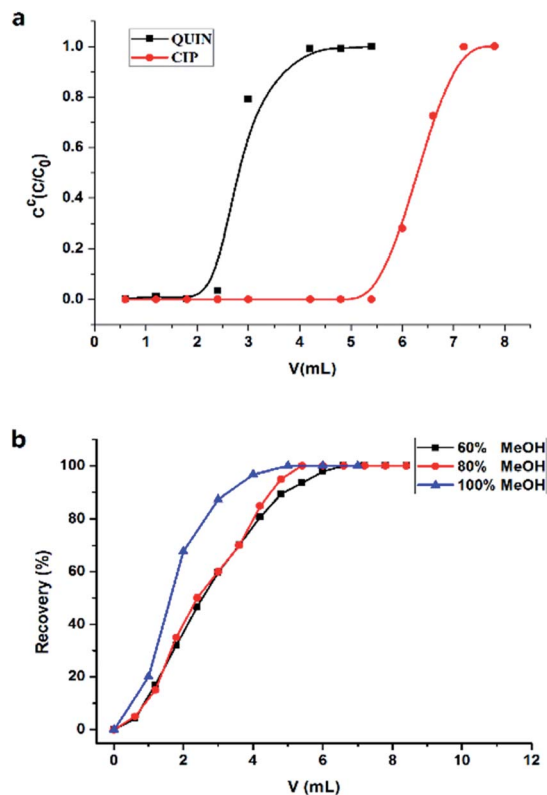 a
QUIN
CIP
1.0
0.8
0.6
0.4
0.2
0.0
C^c(C/C₀)
0 1 2 3 4 5 6 7 8
V(mL)
b
60% MeOH
80% MeOH
100% MeOH
100
80
60
40
20
0
Recovery (%)
0 2 4 6 8 10 12
V (mL)